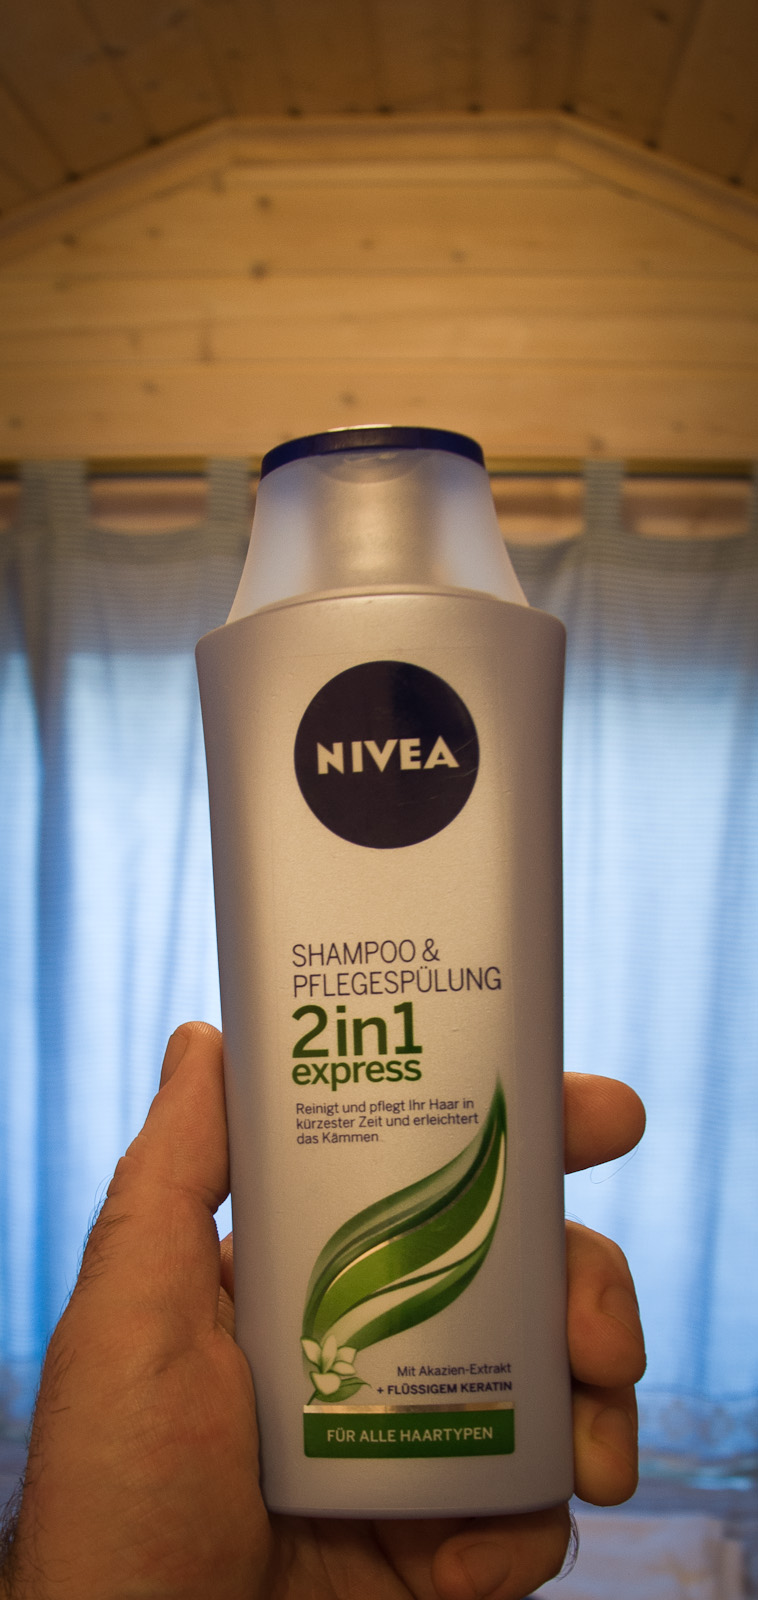 NIVEA
SHAMPOO &
PFLEGESPÜLUNG
2in1
express
Reinigt und pflegt Ihr Haar in
kürzester Zeit und erleichtert
das Kämmen.
Mit Akazien-Extrakt
+ FLÜSSIGEM KERATIN
FÜR ALLE HAARTYPEN